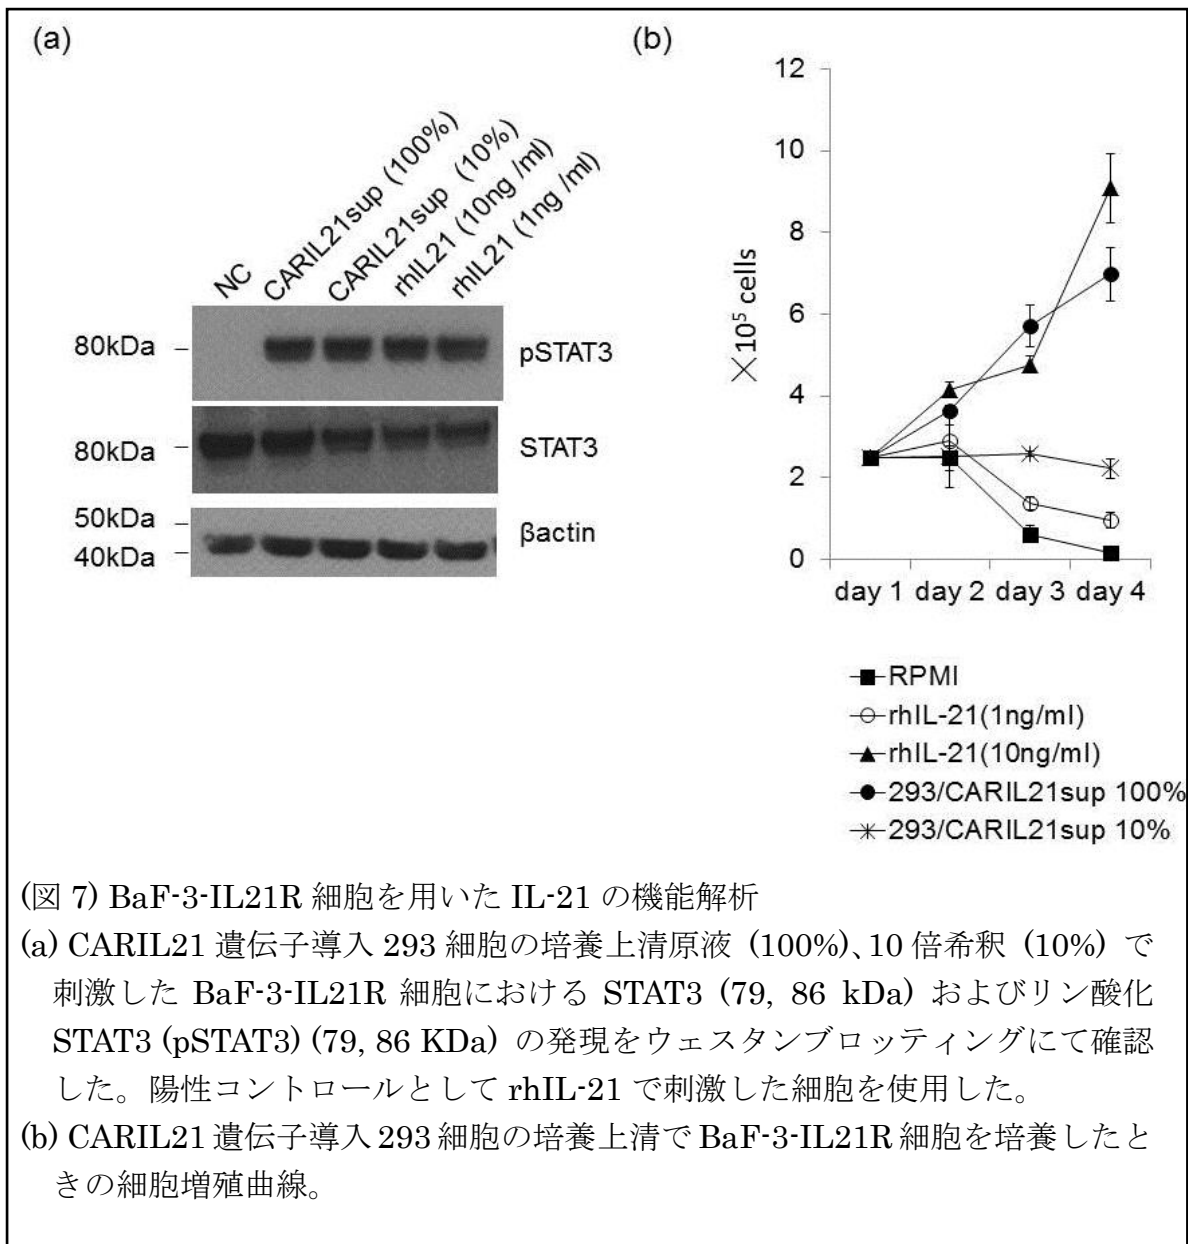 (a)
NC
CARIL21sup (100%)
CARIL21sup (10%)
rhIL21 (10ng /ml)
rhIL21 (1ng /ml)
80kDa
pSTAT3
80kDa
STAT3
50kDa
40kDa
βactin
(b)
12
10
8
6
4
2
0
×10⁵ cells
day 1 day 2 day 3 day 4
RPMI
rhIL-21(1ng/ml)
rhIL-21(10ng/ml)
293/CARIL21sup 100%
293/CARIL21sup 10%
(図 7) BaF-3-IL21R 細胞を用いた IL-21 の機能解析
(a) CARIL21 遺伝子導入 293 細胞の培養上清原液 (100%)、10 倍希釈 (10%) で
刺激した BaF-3-IL21R 細胞における STAT3 (79, 86 kDa) およびリン酸化
STAT3 (pSTAT3) (79, 86 KDa) の発現をウェスタンブロッティングにて確認
した。陽性コントロールとして rhIL-21 で刺激した細胞を使用した。
(b) CARIL21 遺伝子導入 293 細胞の培養上清で BaF-3-IL21R 細胞を培養したと
きの細胞増殖曲線。